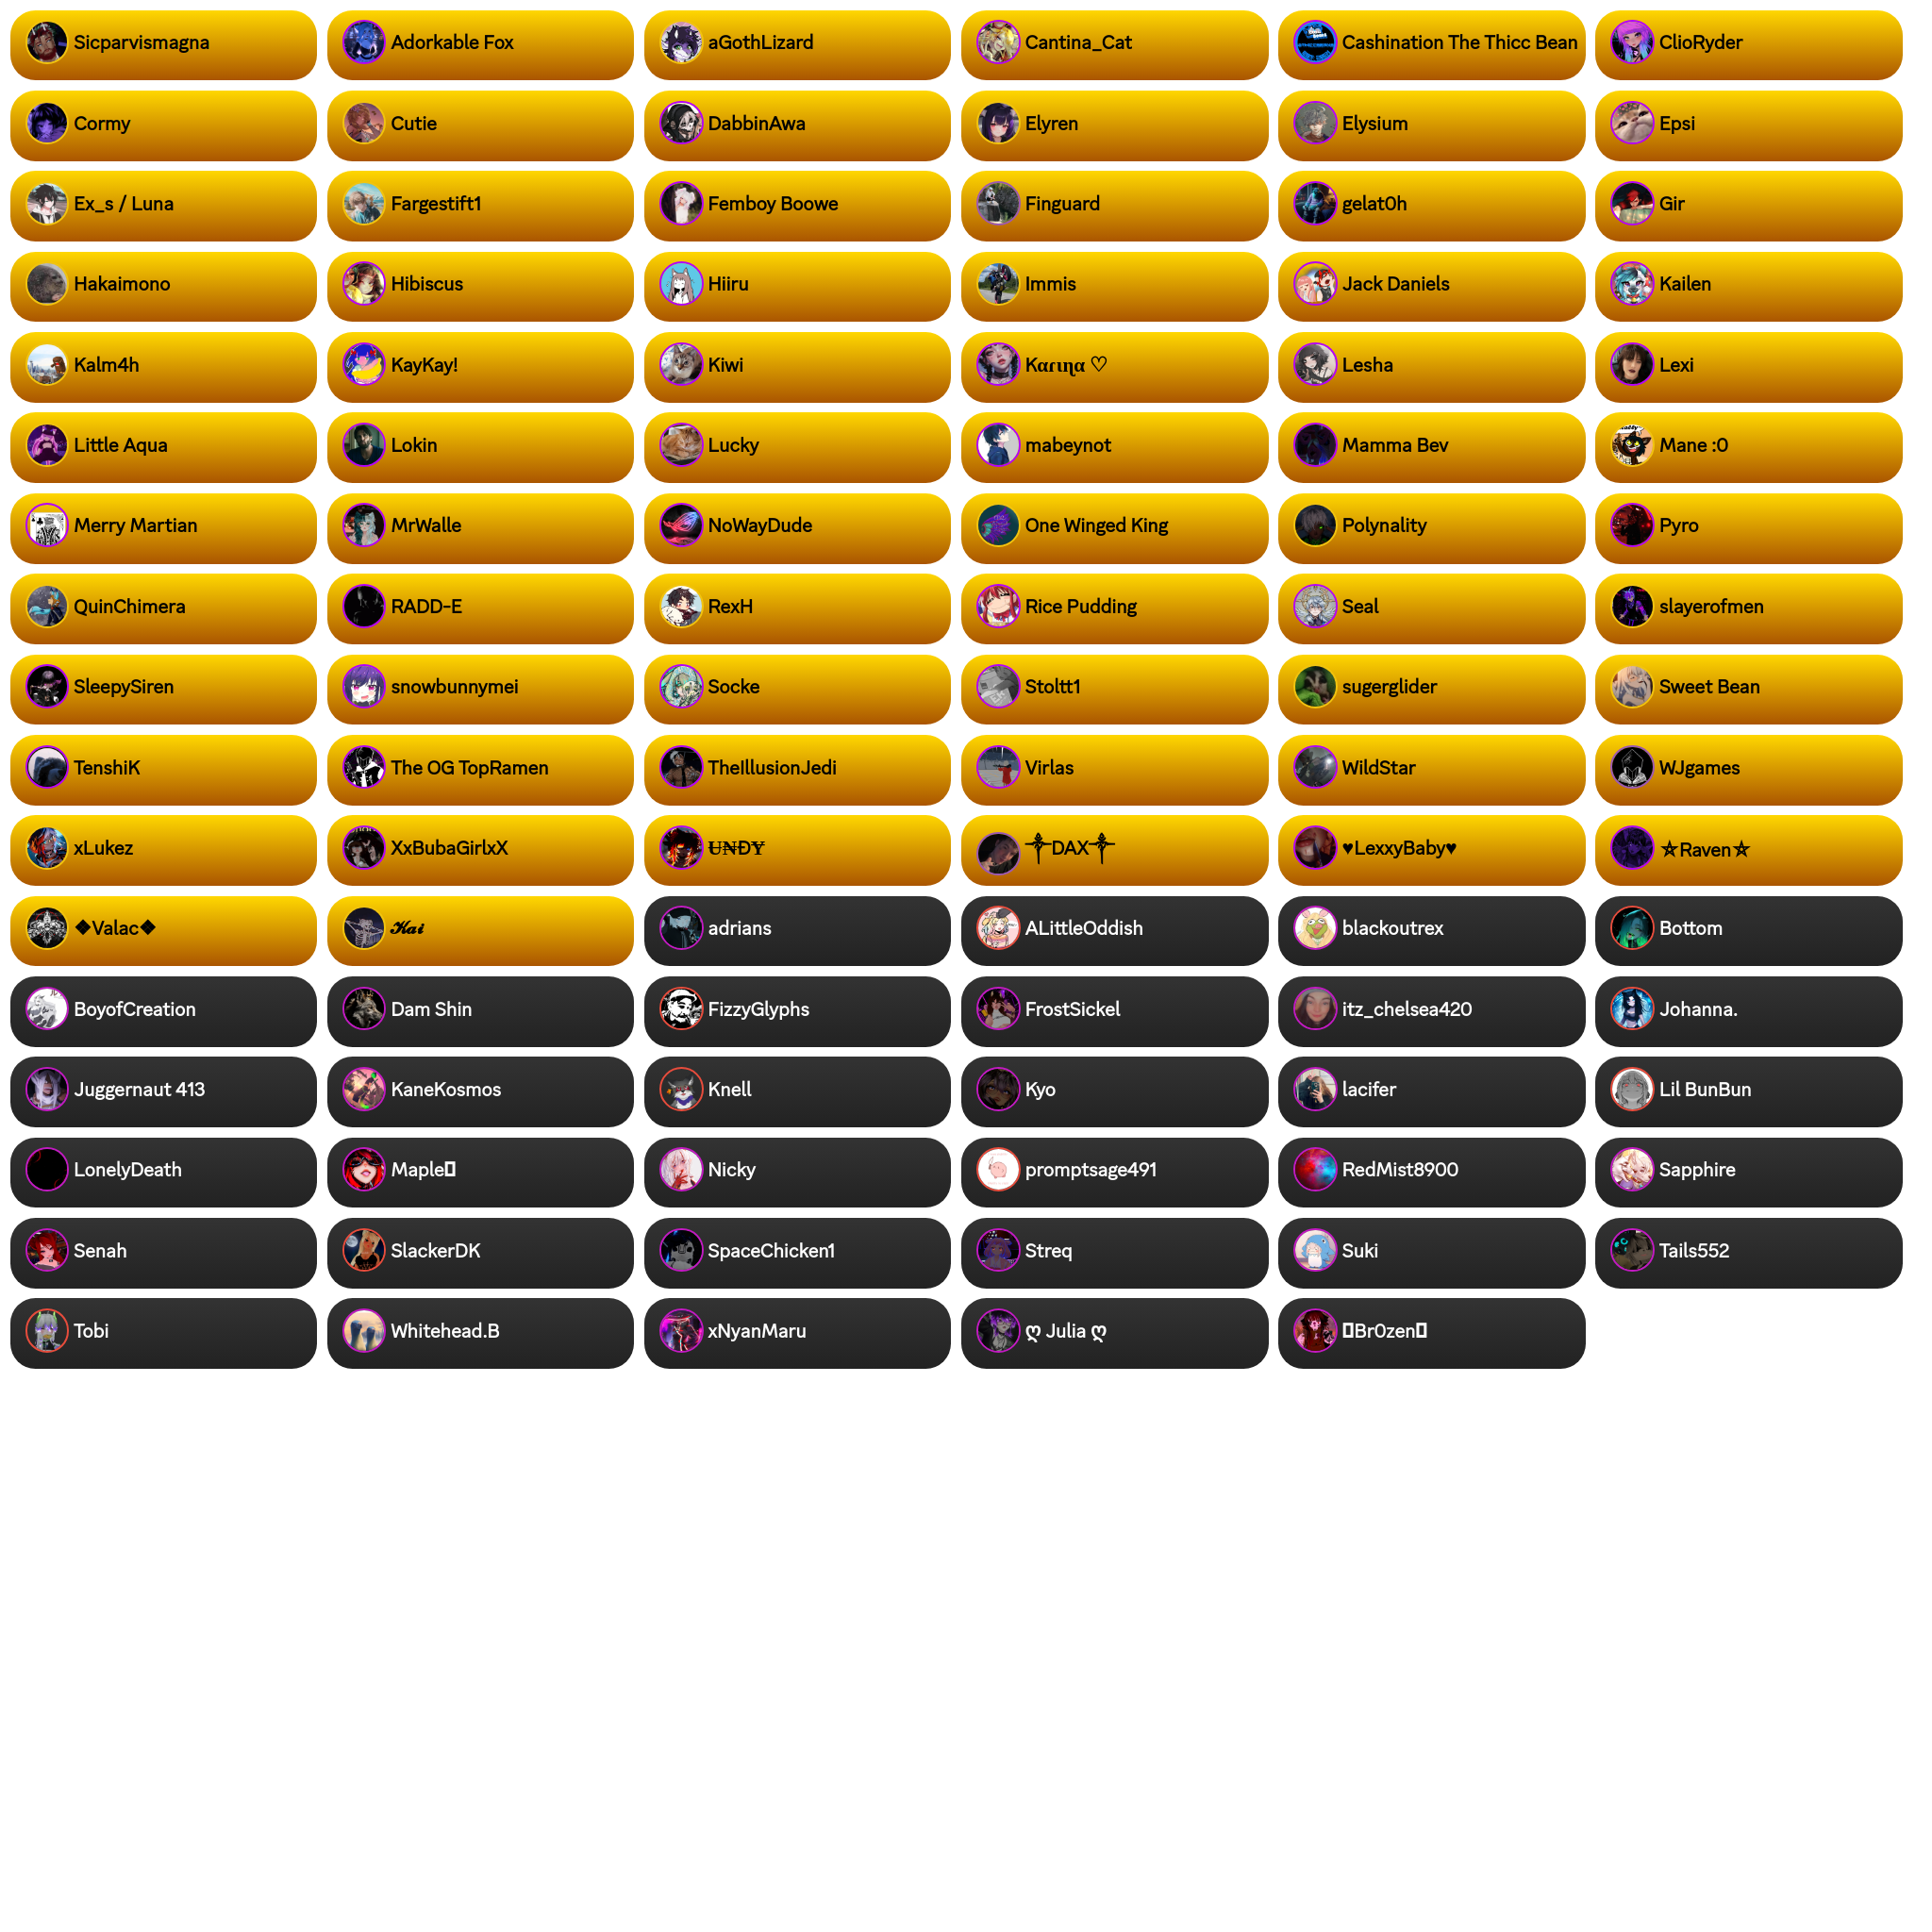 Sicparvismagna Adorkable Fox aGothLizard Cantina_Cat Cashination The Thicc Bean ClioRyder
Cormy Cutie DabbinAwa Elyren Elysium Epsi
Ex_s / Luna Fargestift1 Femboy Boowe Finguard gelat0h Gir
Hakaimono Hibiscus Hiiru Immis Jack Daniels Kailen
Kalm4h KayKay! Kiwi Kαɾιɳα ♡ Lesha Lexi
Little Aqua Lokin Lucky mabeynot Mamma Bev Mane :0
Merry Martian MrWalle NoWayDude One Winged King Polynality Pyro
QuinChimera RADD-E RexH Rice Pudding Seal slayerofmen
SleepySiren snowbunnymei Socke Stoltt1 sugerglider Sweet Bean
TenshiK The OG TopRamen TheIllusionJedi Virlas WildStar WJgames
xLukez XxBubaGirlxX U̶₦ĐɎ ༒DAX༒ ♥LexxyBaby♥ ⛥Raven⛥
❖Valac❖ 𝓚𝓪𝓲 adrians ALittleOddish blackoutrex Bottom
BoyofCreation Dam Shin FizzyGlyphs FrostSickel itz_chelsea420 Johanna.
Juggernaut 413 KaneKosmos Knell Kyo lacifer Lil BunBun
LonelyDeath Maple Nicky promptsage491 RedMist8900 Sapphire
Senah SlackerDK SpaceChicken1 Streq Suki Tails552
Tobi Whitehead.B xNyanMaru ღ Julia ღ Br0zen